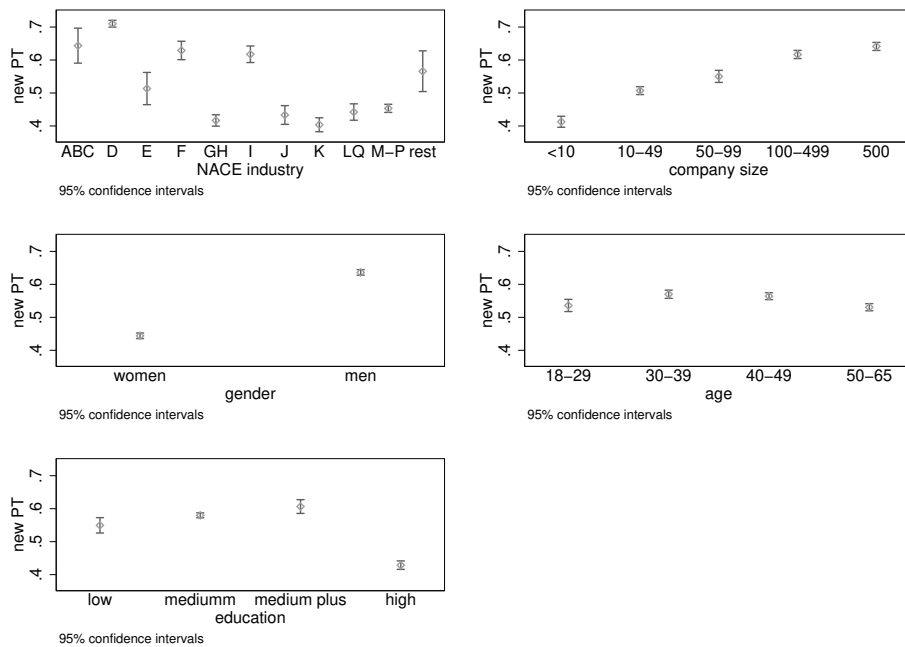 new PT
.4 .5 .6 .7
ABC D E F GH I J K LQ M−P rest
NACE industry
95% confidence intervals
new PT
.4 .5 .6 .7
<10 10−49 50−99 100−499 500
company size
95% confidence intervals
new PT
.4 .5 .6 .7
women men
gender
95% confidence intervals
new PT
.4 .5 .6 .7
18−29 30−39 40−49 50−65
age
95% confidence intervals
new PT
.4 .5 .6 .7
low mediumm medium plus high
education
95% confidence intervals